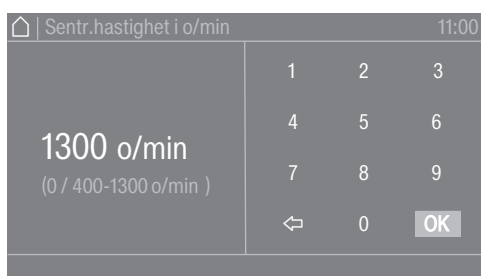 Sentr.hastighet i o/min 11:00
1 2 3
4 5 6
1300 o/min
(0 / 400-1300 o/min )
7 8 9
0 OK